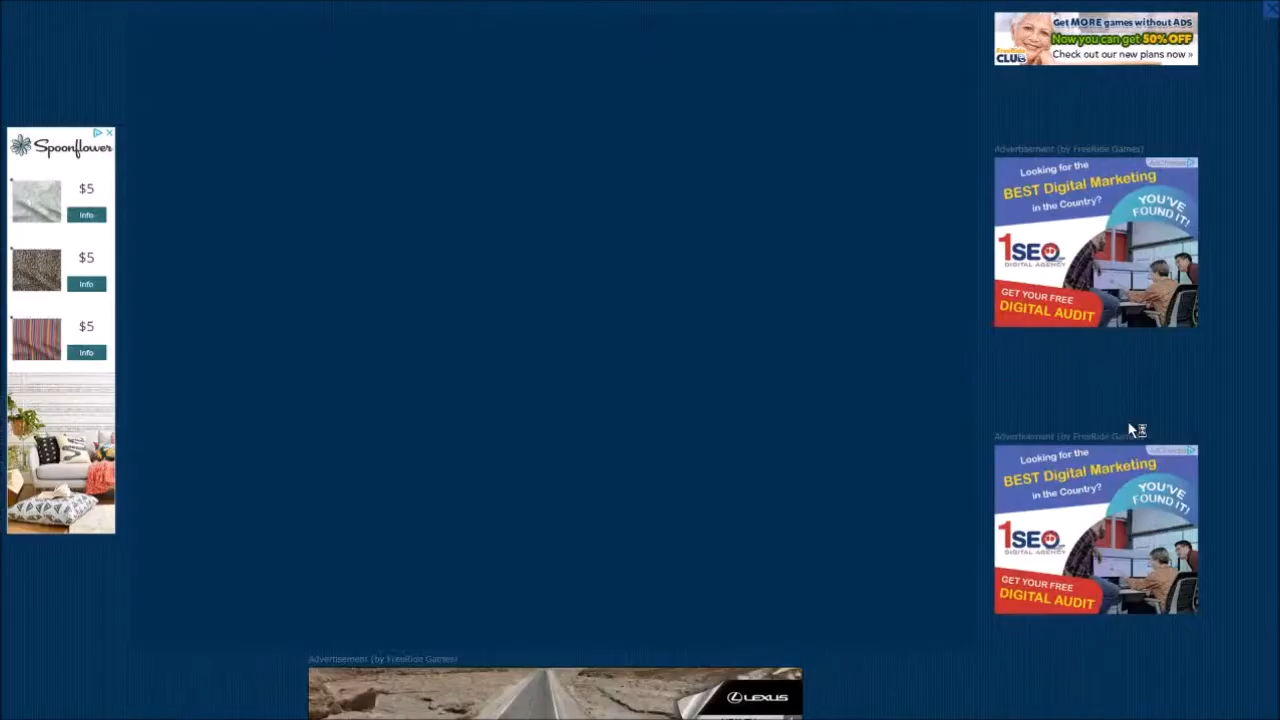 Get MORE games without ADS
Now you can get 50% OFF
FreeRide
CLUB
Check out our new plans now »
Spoonflower
$5
Info
$5
Info
$5
Info
Advertisement (by FreeRide Games)
Looking for the
BEST Digital Marketing
in the Country?
YOU'VE
FOUND IT!
1SEO
DIGITAL AGENCY
GET YOUR FREE
DIGITAL AUDIT
Advertisement (by FreeRide
Looking for the
BEST Digital Marketing
in the Country?
YOU'VE
FOUND IT!
1SEO
DIGITAL AGENCY
GET YOUR FREE
DIGITAL AUDIT
Advertisement (by FreeRide Games)
LEXUS